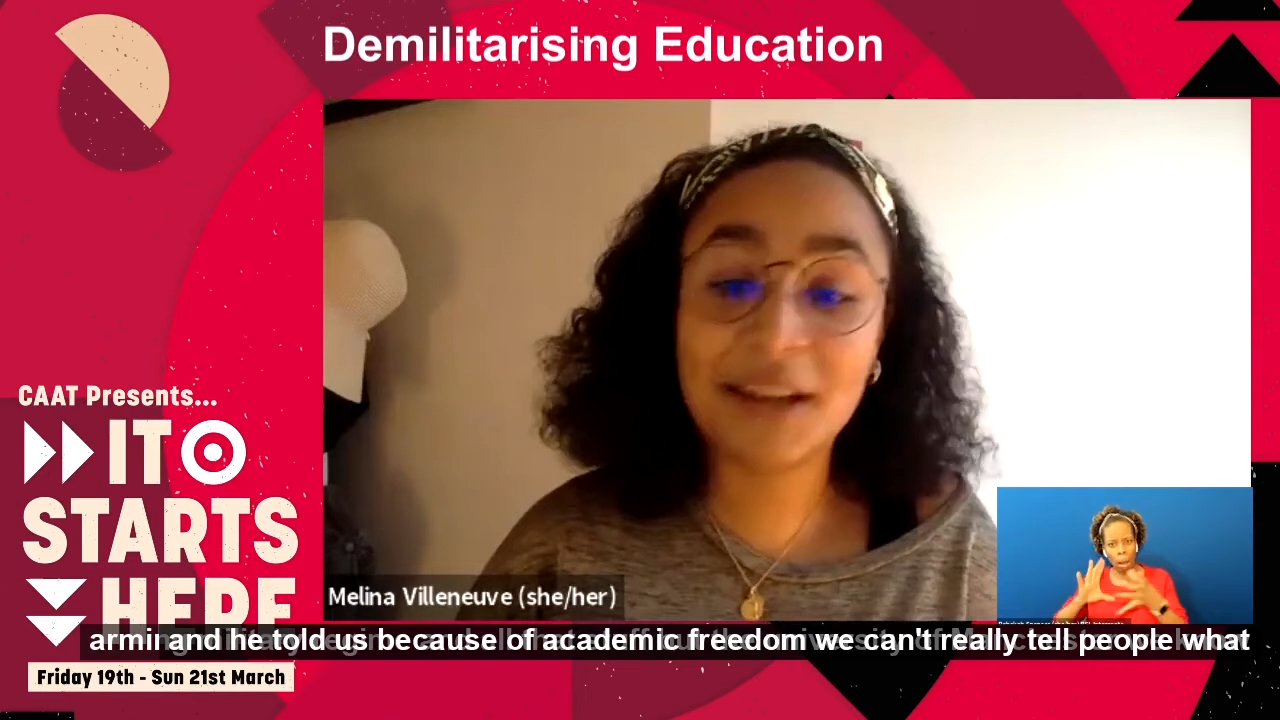 Demilitarising Education
CAAT Presents...
IT
STARTS
HERE
Friday 19th - Sun 21st March
Melina Villeneuve (she/her)
and he told us because of academic freedom we can't really tell people what